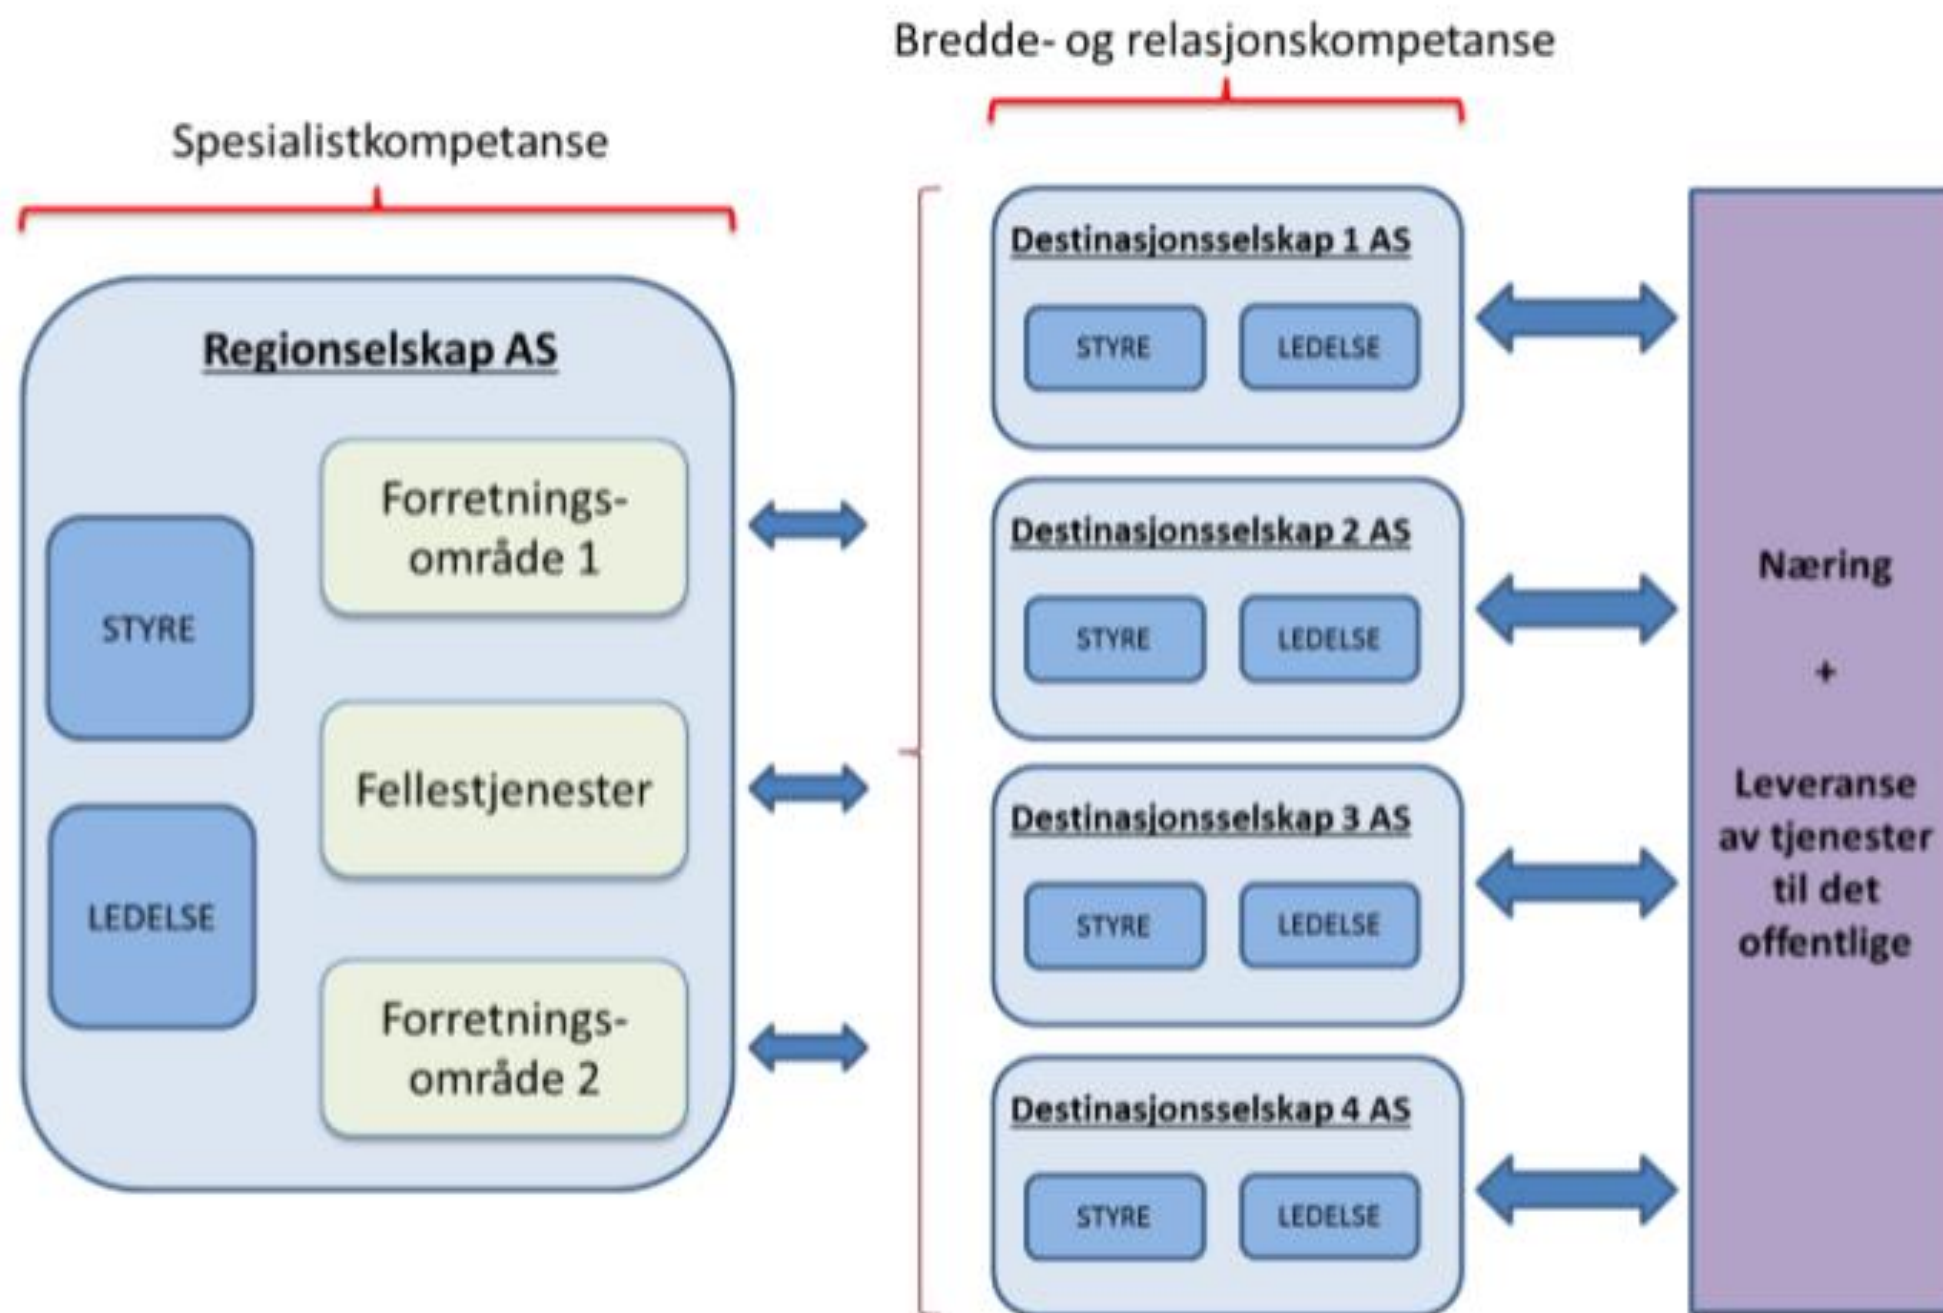 Bredde- og relasjonskompetanse
Spesialistkompetanse
Regionselskap AS
STYRE
LEDELSE
Forretnings-
område 1
Fellestjenester
Forretnings-
område 2
Destinasjonsselskap 1 AS
STYRE LEDELSE
Destinasjonsselskap 2 AS
STYRE LEDELSE
Destinasjonsselskap 3 AS
STYRE LEDELSE
Destinasjonsselskap 4 AS
STYRE LEDELSE
Næring
+
Leveranse
av tjenester
til det
offentlige